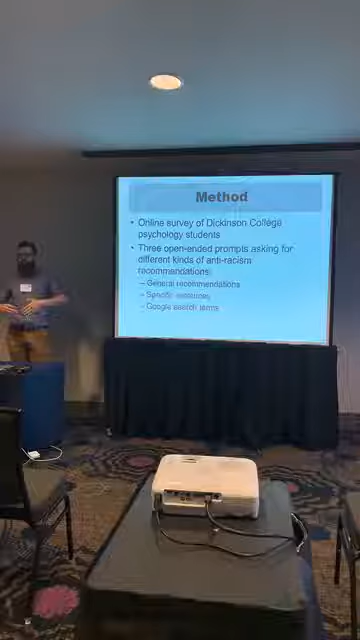 Method
• Online survey of Dickinson College
psychology students
• Three open-ended prompts asking for
different kinds of anti-racism
recommendations:
– General recommendations
– Specific resources
– Google search terms